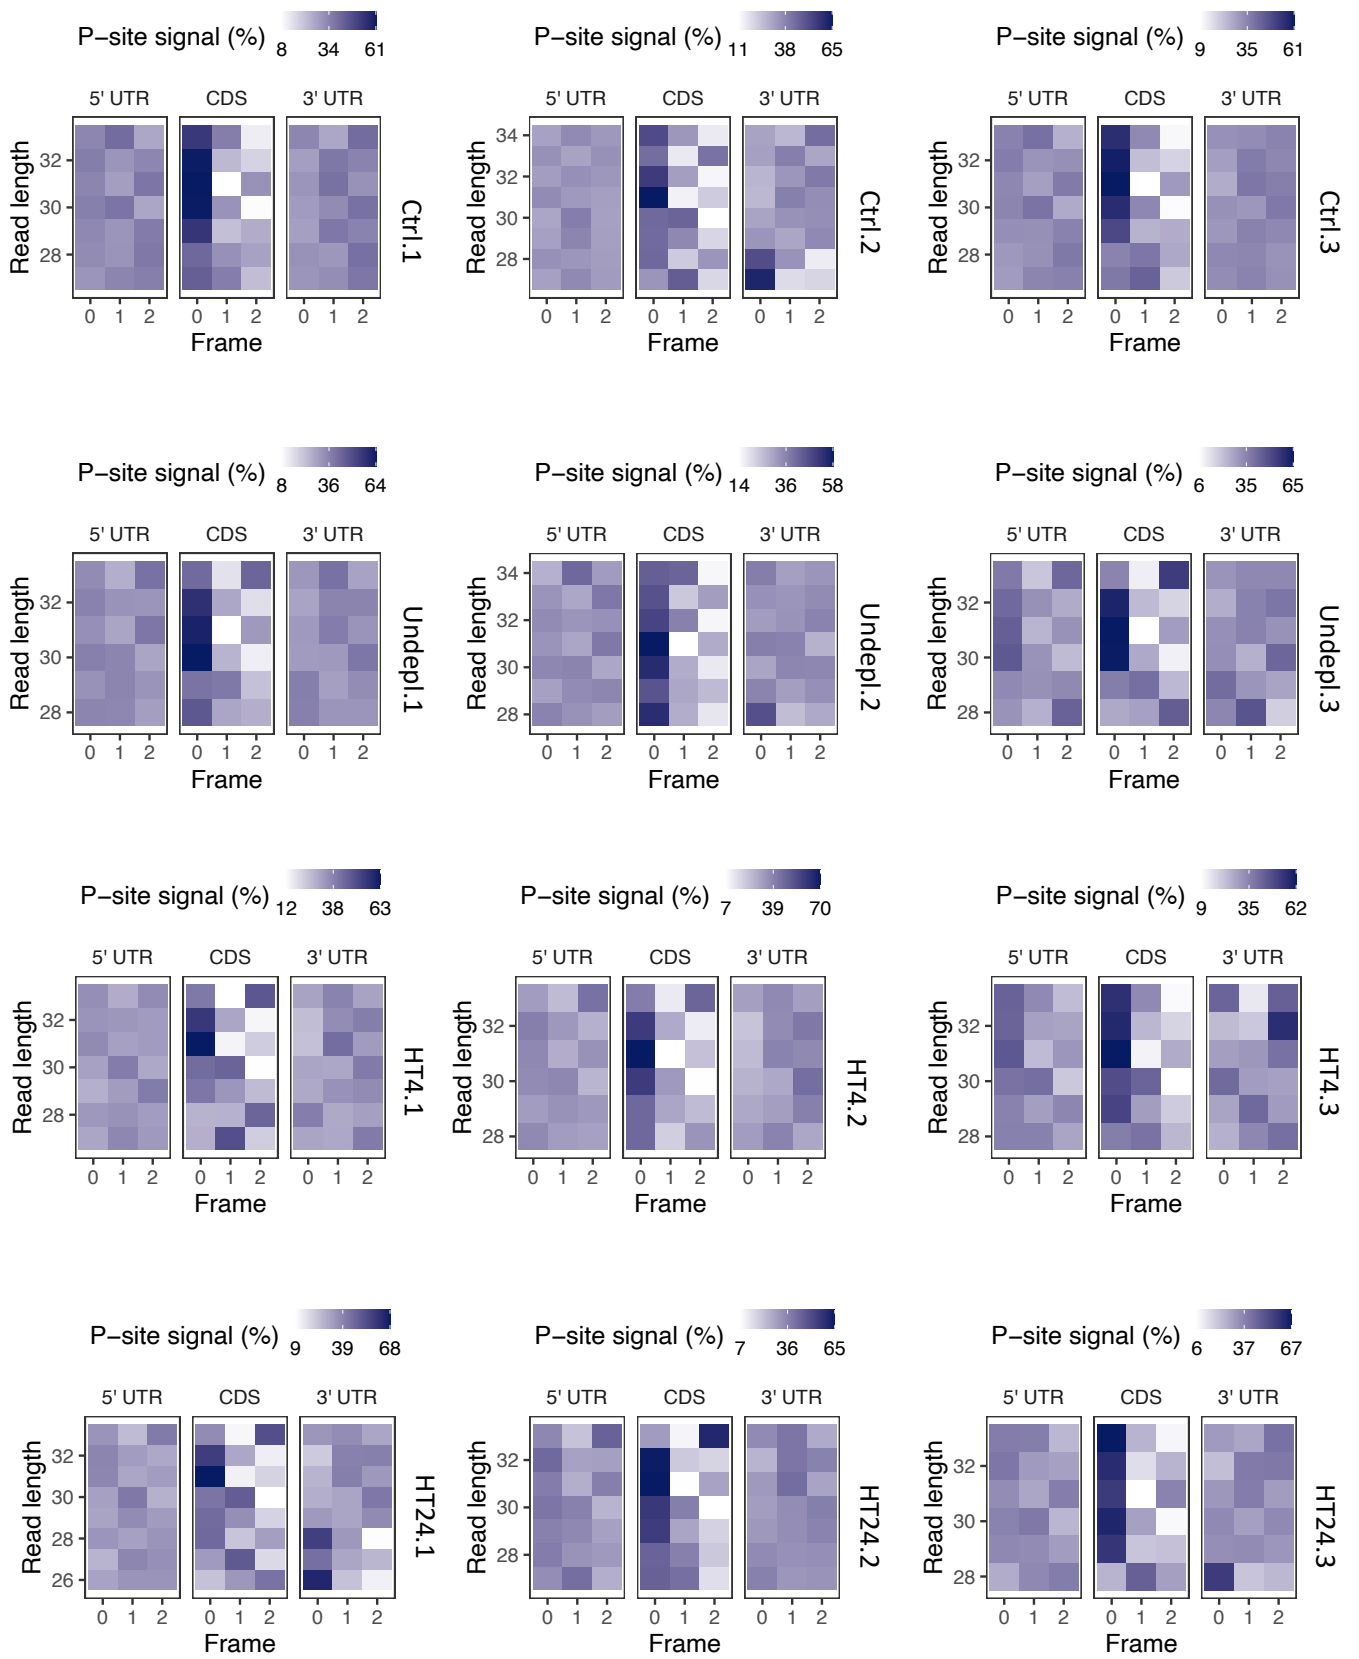 P−site signal (%) 8 34 61
5' UTR CDS 3' UTR
Read length
32
30
28
0 1 2 0 1 2 0 1 2
Frame
Ctrl.1
P−site signal (%) 11 38 65
5' UTR CDS 3' UTR
Read length
34
32
30
28
0 1 2 0 1 2 0 1 2
Frame
Ctrl.2
P−site signal (%) 9 35 61
5' UTR CDS 3' UTR
Read length
32
30
28
0 1 2 0 1 2 0 1 2
Frame
Ctrl.3
P−site signal (%) 8 36 64
5' UTR CDS 3' UTR
Read length
32
30
28
0 1 2 0 1 2 0 1 2
Frame
Undepl.1
P−site signal (%) 14 36 58
5' UTR CDS 3' UTR
Read length
34
32
30
28
0 1 2 0 1 2 0 1 2
Frame
Undepl.2
P−site signal (%) 6 35 65
5' UTR CDS 3' UTR
Read length
32
30
28
0 1 2 0 1 2 0 1 2
Frame
Undepl.3
P−site signal (%) 12 38 63
5' UTR CDS 3' UTR
Read length
32
30
28
0 1 2 0 1 2 0 1 2
Frame
HT4.1
P−site signal (%) 7 39 70
5' UTR CDS 3' UTR
Read length
32
30
28
0 1 2 0 1 2 0 1 2
Frame
HT4.2
P−site signal (%) 9 35 62
5' UTR CDS 3' UTR
Read length
32
30
28
0 1 2 0 1 2 0 1 2
Frame
HT4.3
P−site signal (%) 9 39 68
5' UTR CDS 3' UTR
Read length
32
30
28
26
0 1 2 0 1 2 0 1 2
Frame
HT24.1
P−site signal (%) 7 36 65
5' UTR CDS 3' UTR
Read length
32
30
28
0 1 2 0 1 2 0 1 2
Frame
HT24.2
P−site signal (%) 6 37 67
5' UTR CDS 3' UTR
Read length
32
30
28
0 1 2 0 1 2 0 1 2
Frame
HT24.3